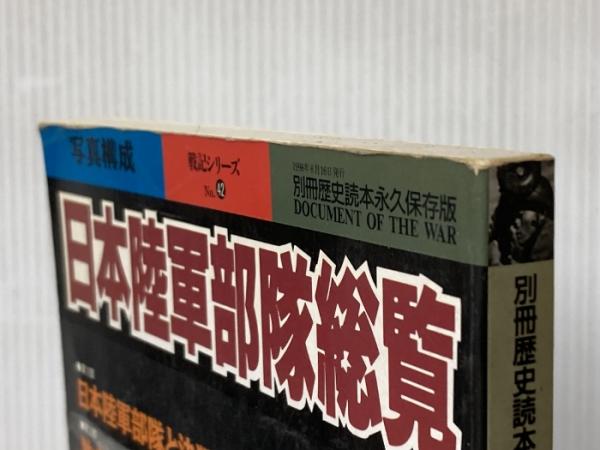 写真構成
戦記シリーズ
No.42
1998年6月16日発行
別冊歴史読本永久保存版
DOCUMENT OF THE WAR
日本陸軍部隊総覧
日本陸軍部隊と決
別冊歴史読本